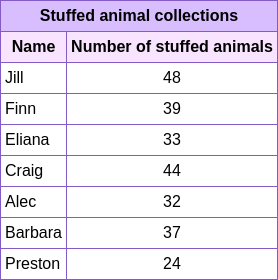 Stuffed animal collections
Name Number of stuffed animals
Jill 48
Finn 39
Eliana 33
Craig 44
Alec 32
Barbara 37
Preston 24